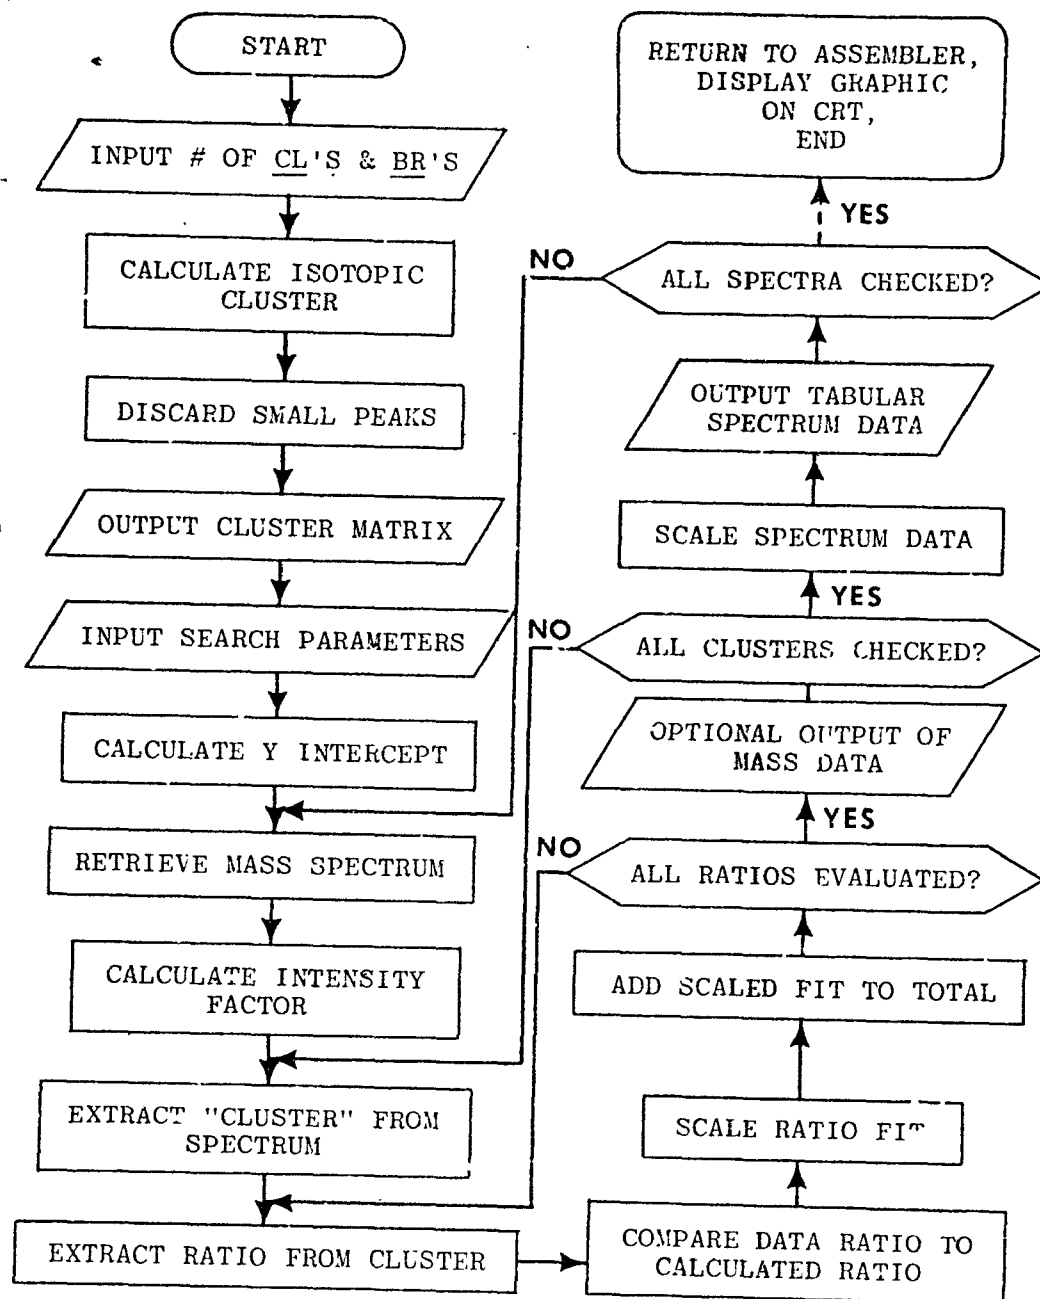 START
INPUT # OF CL'S & BR'S
CALCULATE ISOTOPIC
CLUSTER
DISCARD SMALL PEAKS
OUTPUT CLUSTER MATRIX
INPUT SEARCH PARAMETERS
CALCULATE Y INTERCEPT
RETRIEVE MASS SPECTRUM
CALCULATE INTENSITY
FACTOR
EXTRACT "CLUSTER" FROM
SPECTRUM
EXTRACT RATIO FROM CLUSTER
COMPARE DATA RATIO TO
CALCULATED RATIO
SCALE RATIO FIT
ADD SCALED FIT TO TOTAL
ALL RATIOS EVALUATED?
NO
YES
OPTIONAL OUTPUT OF
MASS DATA
ALL CLUSTERS CHECKED?
NO
YES
SCALE SPECTRUM DATA
OUTPUT TABULAR
SPECTRUM DATA
ALL SPECTRA CHECKED?
NO
YES
RETURN TO ASSEMBLER,
DISPLAY GRAPHIC
ON CRT,
END